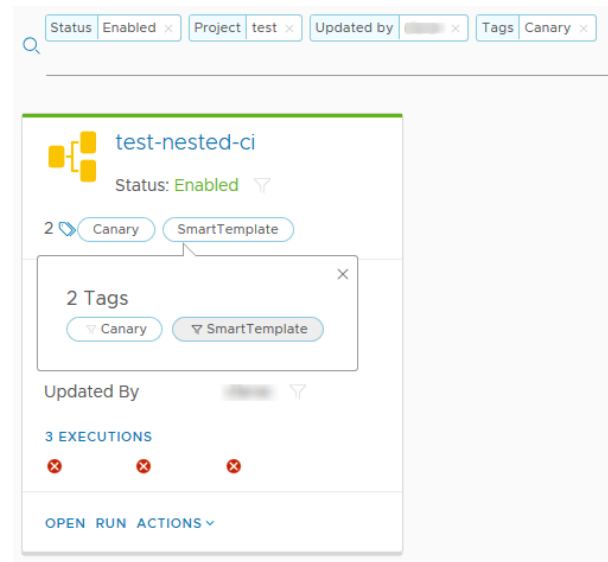 Status Enabled × Project test × Updated by × Tags Canary ×
test-nested-ci
Status: Enabled
2 Canary SmartTemplate
2 Tags
Canary SmartTemplate
Updated By
3 EXECUTIONS
OPEN RUN ACTIONS